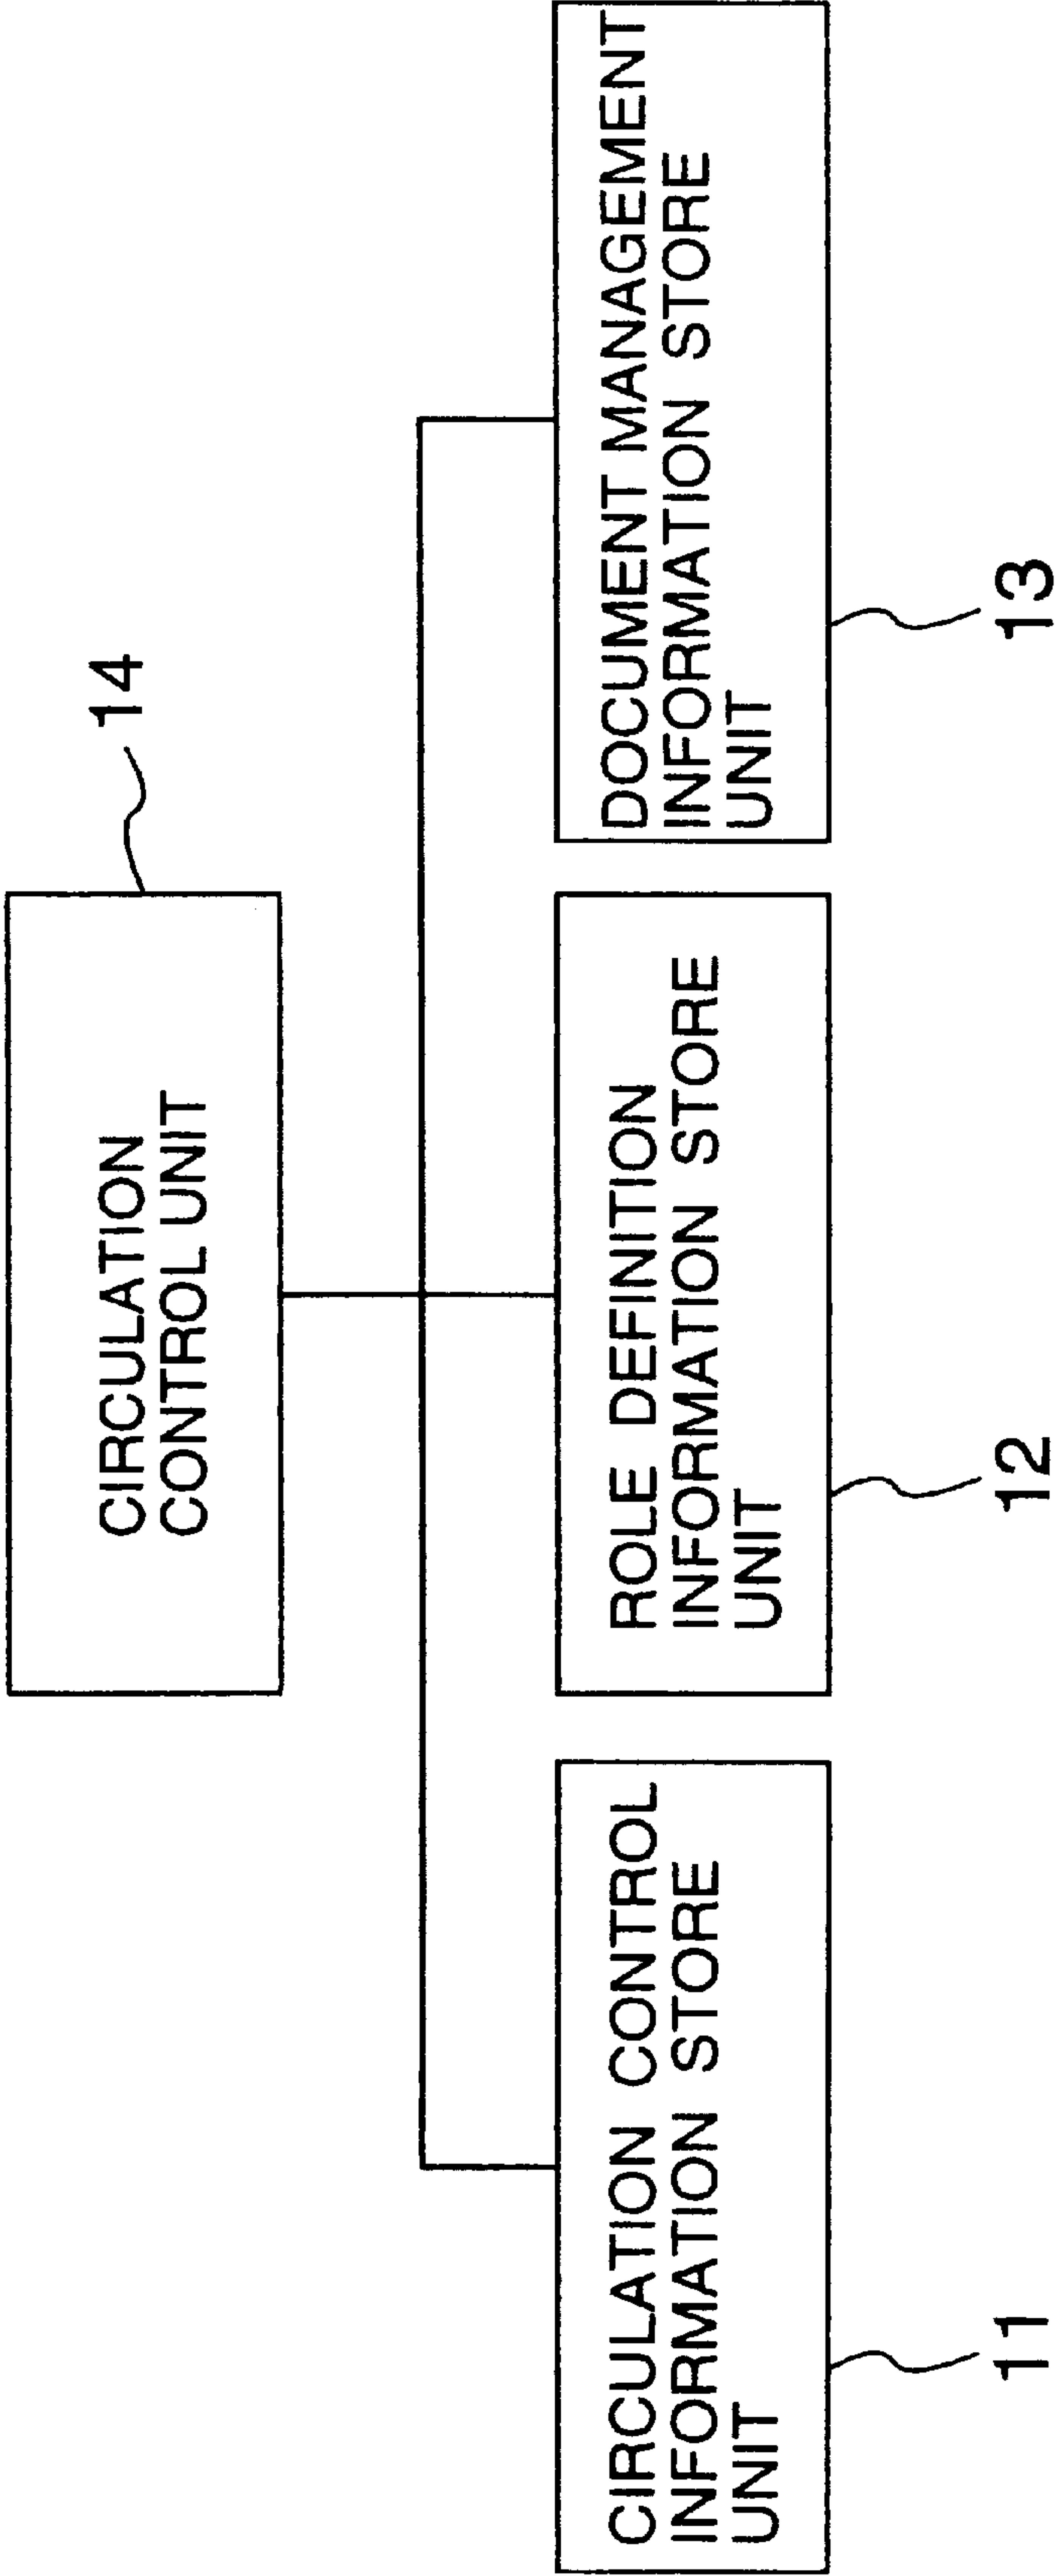 CIRCULATION
CONTROL UNIT
14
CIRCULATION CONTROL
INFORMATION STORE
UNIT
11
ROLE DEFINITION
INFORMATION STORE
UNIT
12
DOCUMENT MANAGEMENT
INFORMATION STORE
UNIT
13